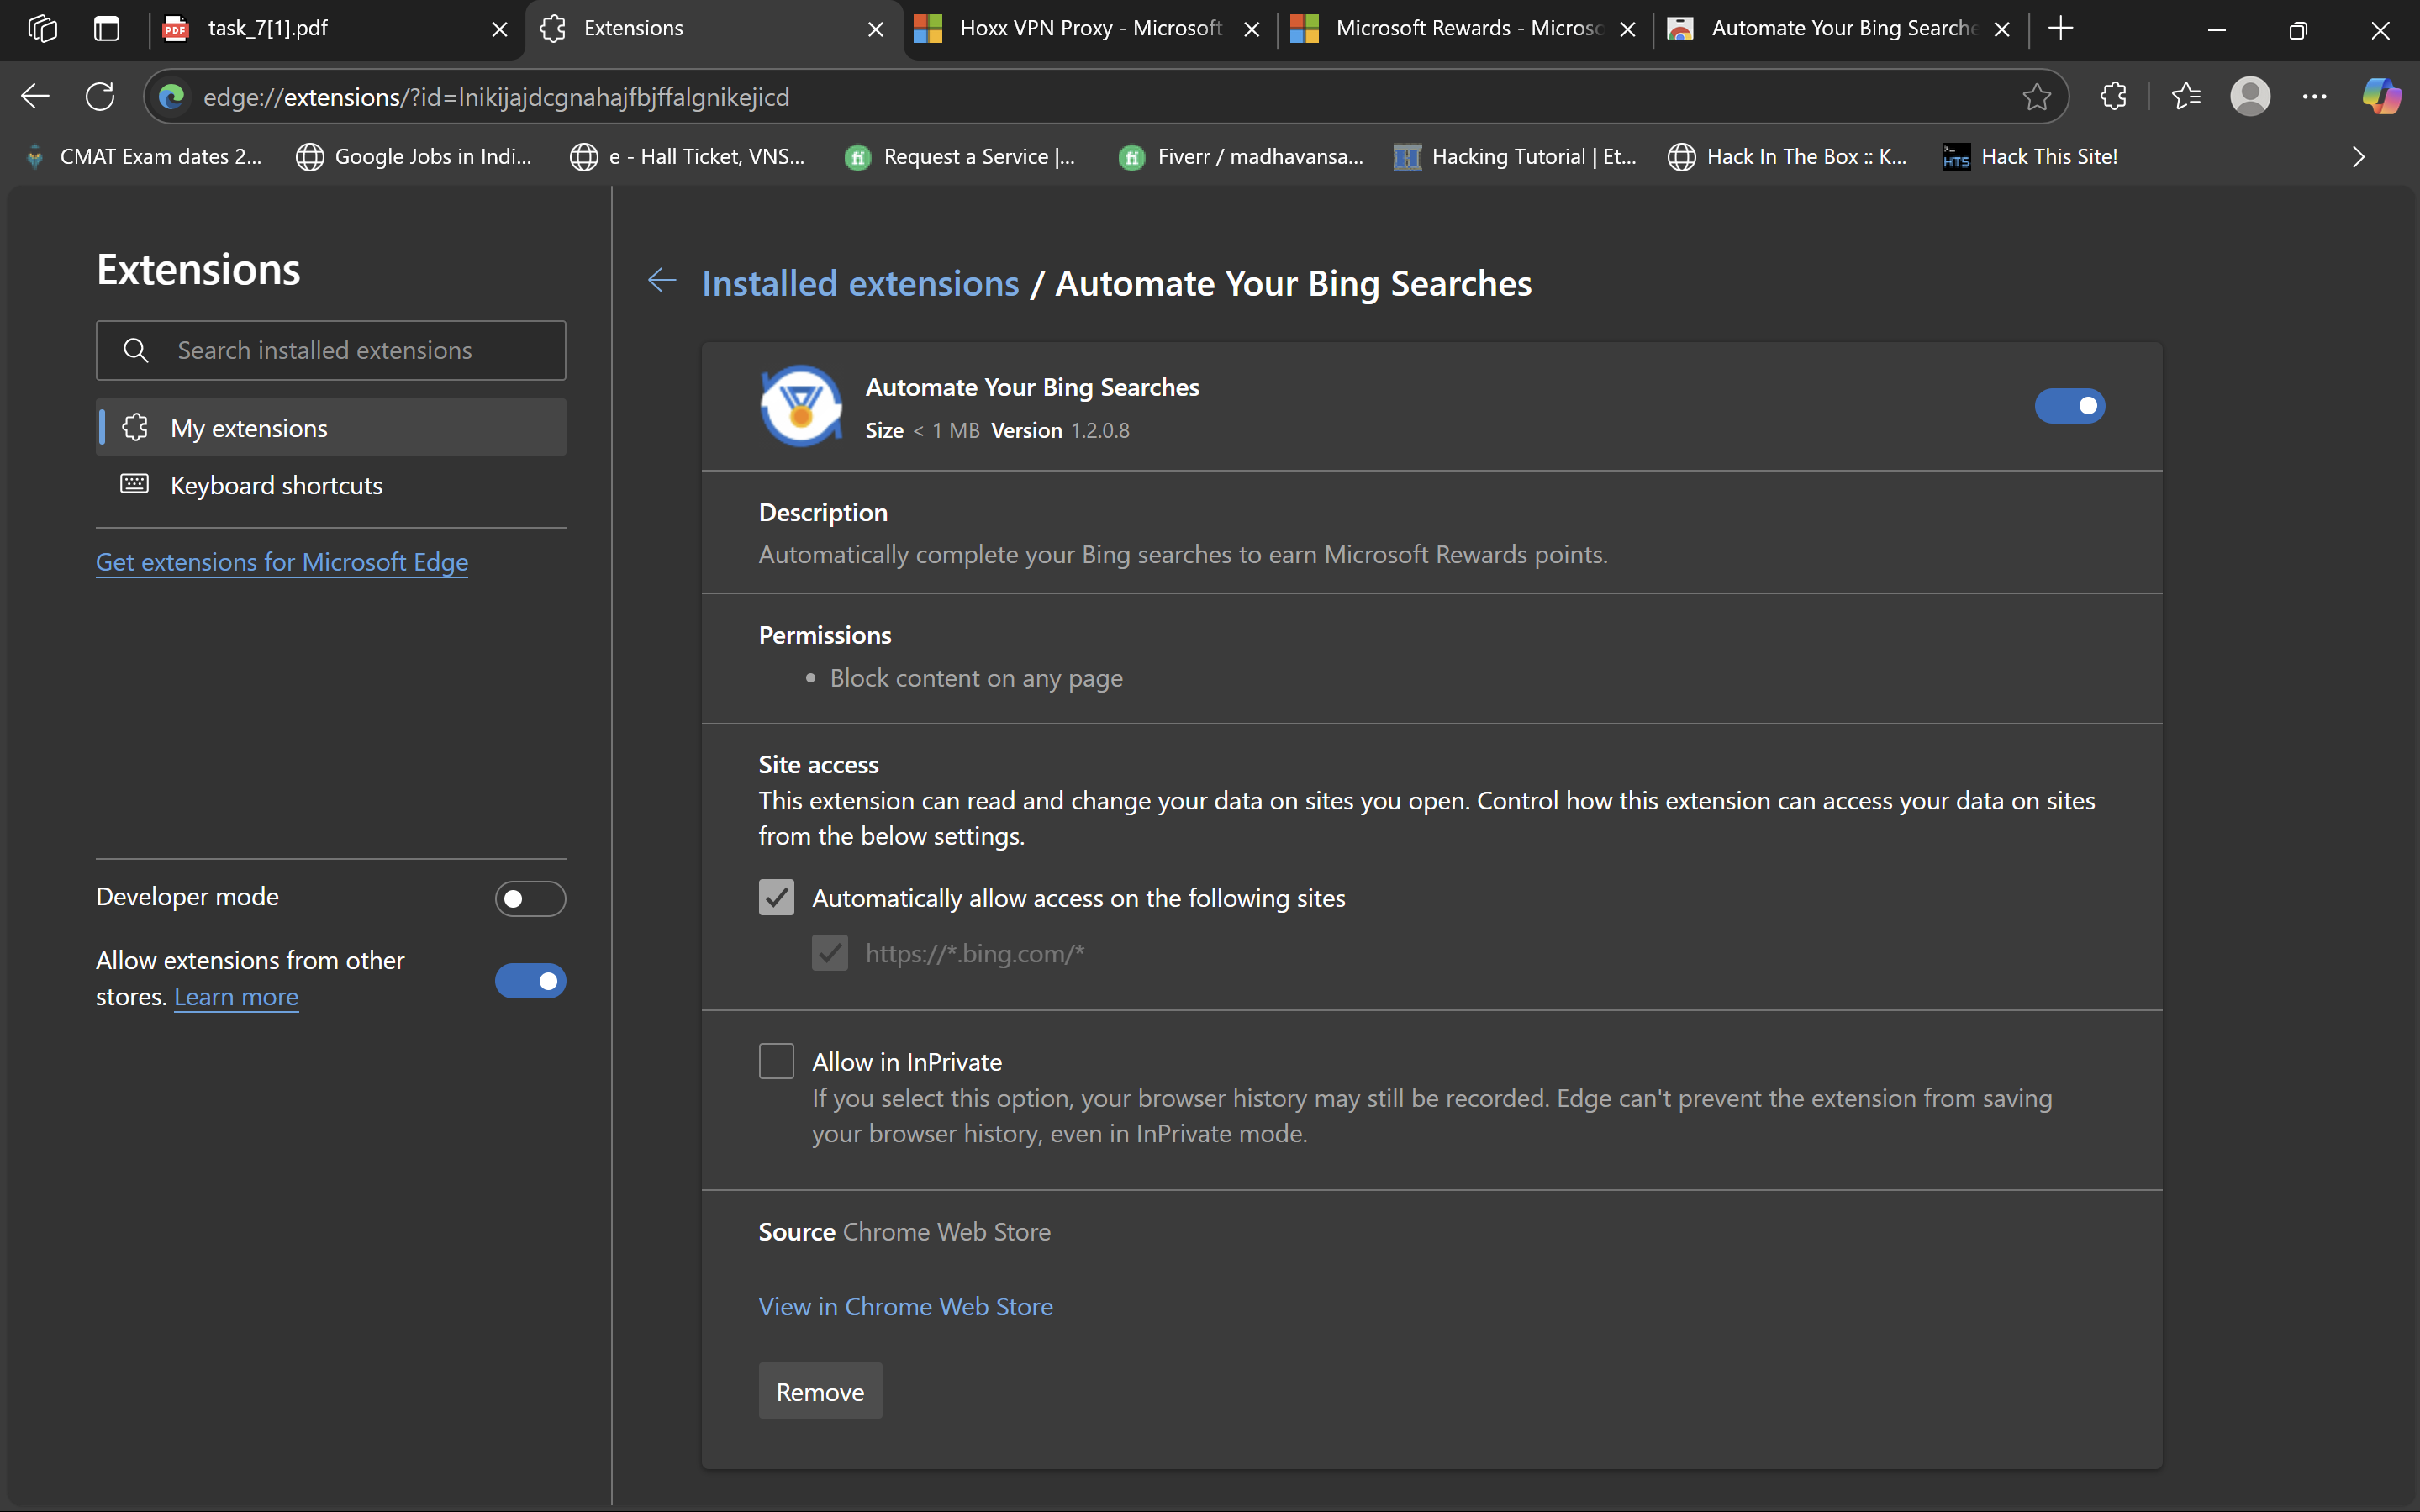 task_7[1].pdf
Extensions
Hoxx VPN Proxy - Microsoft
Microsoft Rewards - Microso
Automate Your Bing Searche
edge://extensions/?id=lnikijajdcgnahajfbjffalgnikejicd
CMAT Exam dates 2...
Google Jobs in Indi...
e - Hall Ticket, VNS...
Request a Service |...
Fiverr / madhavansa...
Hacking Tutorial | Et...
Hack In The Box :: K...
Hack This Site!
Extensions
Search installed extensions
My extensions
Keyboard shortcuts
Get extensions for Microsoft Edge
Developer mode
Allow extensions from other
stores. Learn more
Installed extensions / Automate Your Bing Searches
Automate Your Bing Searches
Size < 1 MB Version 1.2.0.8
Description
Automatically complete your Bing searches to earn Microsoft Rewards points.
Permissions
• Block content on any page
Site access
This extension can read and change your data on sites you open. Control how this extension can access your data on sites
from the below settings.
Automatically allow access on the following sites
https://*.bing.com/*
Allow in InPrivate
If you select this option, your browser history may still be recorded. Edge can't prevent the extension from saving
your browser history, even in InPrivate mode.
Source Chrome Web Store
View in Chrome Web Store
Remove